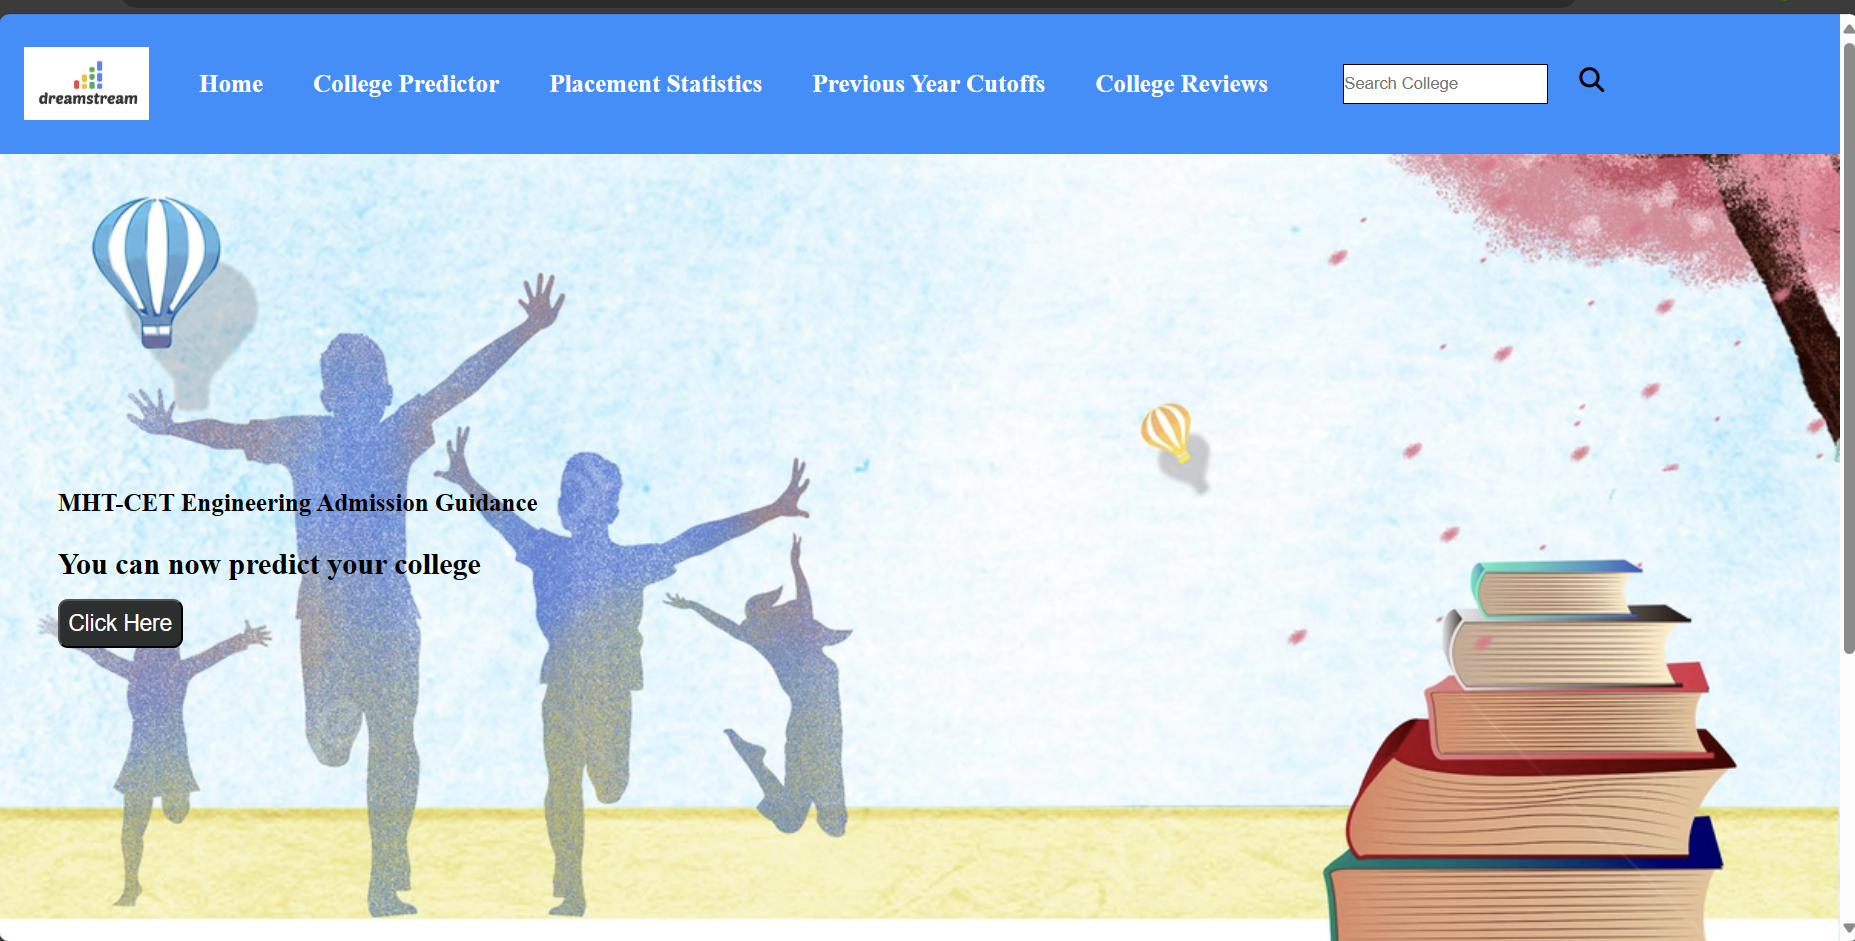 dreamstream
Home College Predictor Placement Statistics Previous Year Cutoffs College Reviews Search College
MHT-CET Engineering Admission Guidance
You can now predict your college
Click Here